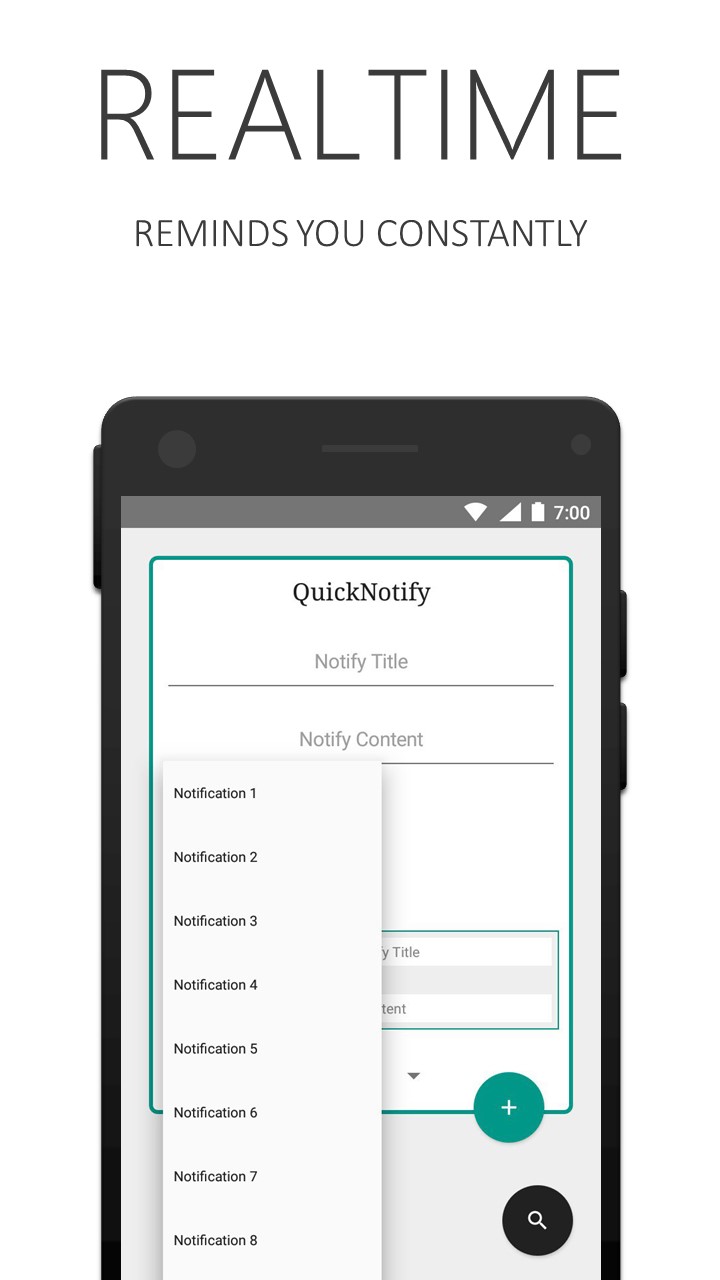 REALTIME
REMINDS YOU CONSTANTLY
7:00
QuickNotify
Notify Title
Notify Content
Notification 1
Notification 2
Notification 3
Title
Notification 4
Notification 5
Notification 6
Notification 7
Notification 8